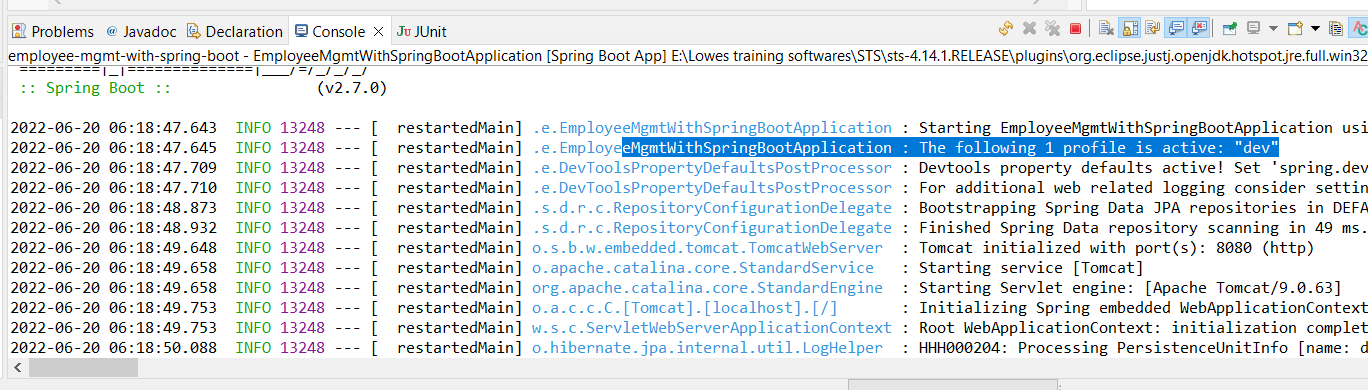 Problems @ Javadoc Declaration Console JUnit
employee-mgmt-with-spring-boot - EmployeeMgmtWithSpringBootApplication [Spring Boot App] E:\Lowes training softwares\STS\sts-4.14.1.RELEASE\plugins\org.eclipse.justj.openjdk.hotspot.jre.full.win32
=========|_|==============|___/=/_/_/_/
:: Spring Boot :: (v2.7.0)
2022-06-20 06:18:47.643 INFO 13248 --- [ restartedMain] .e.EmployeeMgmtWithSpringBootApplication : Starting EmployeeMgmtWithSpringBootApplication usi
2022-06-20 06:18:47.645 INFO 13248 --- [ restartedMain] .e.EmployeeMgmtWithSpringBootApplication : The following 1 profile is active: "dev"
2022-06-20 06:18:47.709 INFO 13248 --- [ restartedMain] .e.DevToolsPropertyDefaultsPostProcessor : Devtools property defaults active! Set 'spring.dev
2022-06-20 06:18:47.710 INFO 13248 --- [ restartedMain] .e.DevToolsPropertyDefaultsPostProcessor : For additional web related logging consider settin
2022-06-20 06:18:48.873 INFO 13248 --- [ restartedMain] .s.d.r.c.RepositoryConfigurationDelegate : Bootstrapping Spring Data JPA repositories in DEFA
2022-06-20 06:18:48.932 INFO 13248 --- [ restartedMain] .s.d.r.c.RepositoryConfigurationDelegate : Finished Spring Data repository scanning in 49 ms.
2022-06-20 06:18:49.648 INFO 13248 --- [ restartedMain] o.s.b.w.embedded.tomcat.TomcatWebServer : Tomcat initialized with port(s): 8080 (http)
2022-06-20 06:18:49.658 INFO 13248 --- [ restartedMain] o.apache.catalina.core.StandardService : Starting service [Tomcat]
2022-06-20 06:18:49.658 INFO 13248 --- [ restartedMain] org.apache.catalina.core.StandardEngine : Starting Servlet engine: [Apache Tomcat/9.0.63]
2022-06-20 06:18:49.753 INFO 13248 --- [ restartedMain] o.a.c.c.C.[Tomcat].[localhost].[/] : Initializing Spring embedded WebApplicationContext
2022-06-20 06:18:49.753 INFO 13248 --- [ restartedMain] w.s.c.ServletWebServerApplicationContext : Root WebApplicationContext: initialization complet
2022-06-20 06:18:50.088 INFO 13248 --- [ restartedMain] o.hibernate.jpa.internal.util.LogHelper : HHH000204: Processing PersistenceUnitInfo [name: d